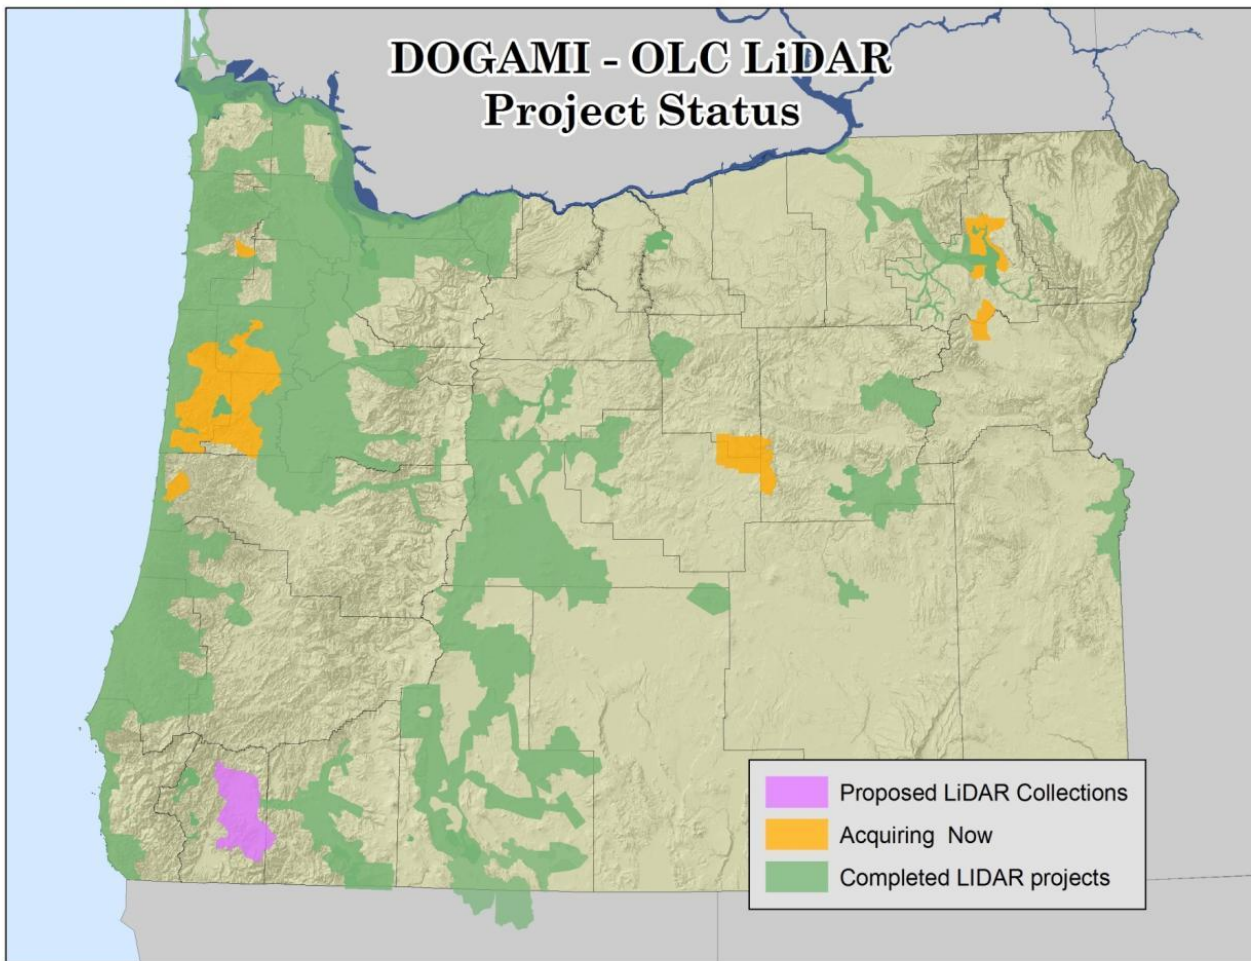 DOGAMI - OLC LiDAR
Project Status
Proposed LiDAR Collections
Acquiring  Now
Completed LIDAR projects